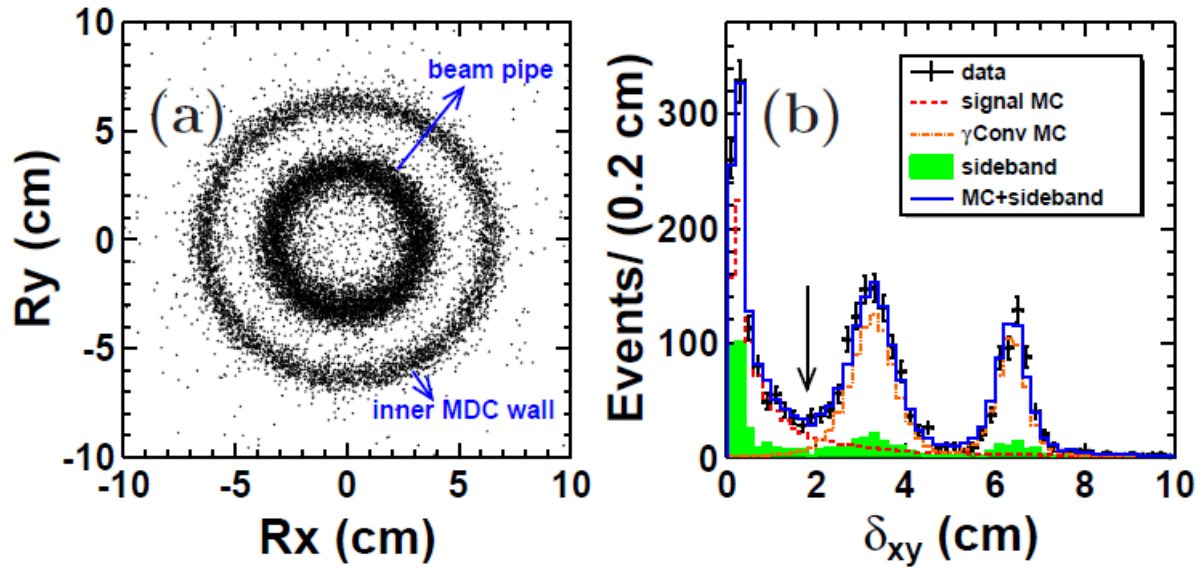 10
5
0
-5
-10
Ry (cm)
(a)
beam pipe
inner MDC wall
-10 -5 0 5 10
Rx (cm)
Events/ (0.2 cm)
300
200
100
0
(b)
data
signal MC
γConv MC
sideband
MC+sideband
0 2 4 6 8 10
δxy (cm)